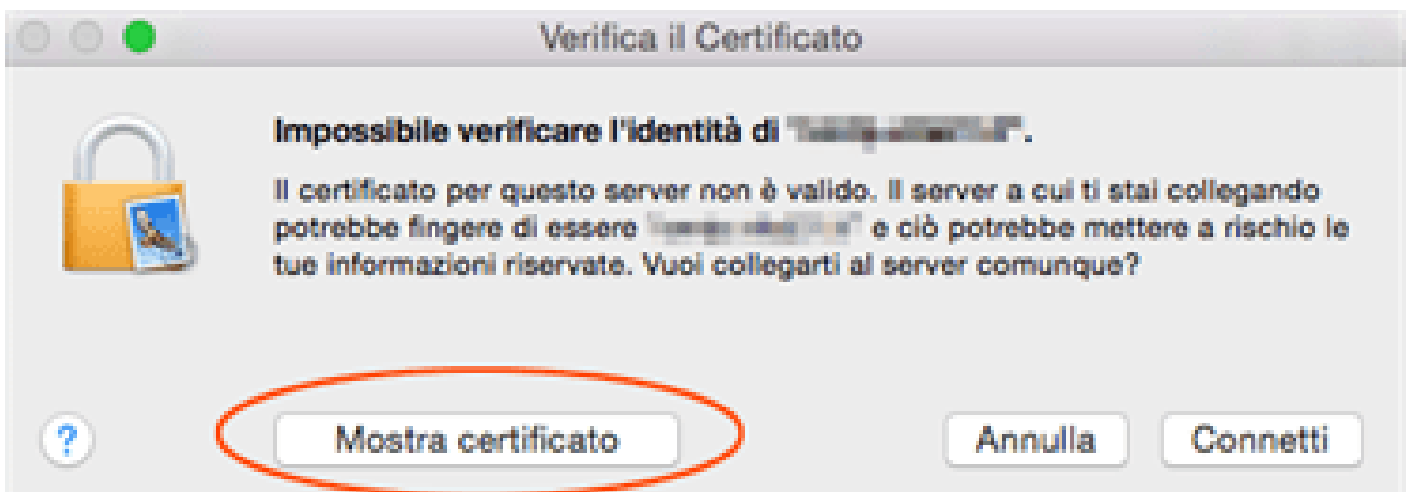 Verifica il Certificato
Impossibile verificare l'identità di " ".
Il certificato per questo server non è valido. Il server a cui ti stai collegando
potrebbe fingere di essere " " e ciò potrebbe mettere a rischio le
tue informazioni riservate. Vuoi collegarti al server comunque?
?
Mostra certificato
Annulla
Connetti